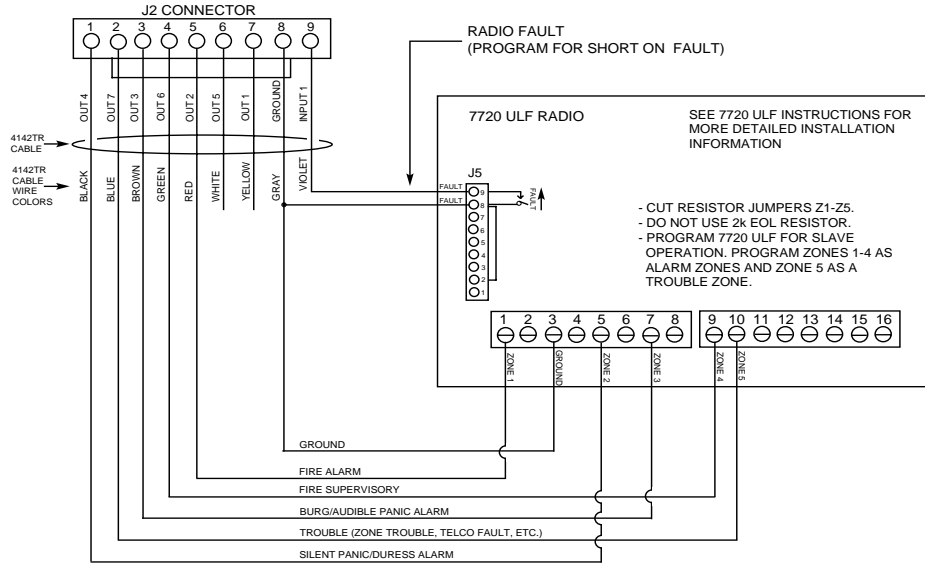 J2 CONNECTOR
1 2 3 4 5 6 7 8 9
OUT 4
OUT 7
OUT 3
OUT 6
OUT 2
OUT 5
OUT 1
GROUND
INPUT 1
4142TR
CABLE
4142TR
CABLE
WIRE
COLORS
BLACK
BLUE
BROWN
GREEN
RED
WHITE
YELLOW
GRAY
VIOLET
RADIO FAULT
(PROGRAM FOR SHORT ON FAULT)
7720 ULF RADIO
SEE 7720 ULF INSTRUCTIONS FOR
MORE DETAILED INSTALLATION
INFORMATION
J5
FAULT
FAULT
9
8
7
6
5
4
3
2
1
FAULT
- CUT RESISTOR JUMPERS Z1-Z5.
- DO NOT USE 2k EOL RESISTOR.
- PROGRAM 7720 ULF FOR SLAVE
OPERATION. PROGRAM ZONES 1-4 AS
ALARM ZONES AND ZONE 5 AS A
TROUBLE ZONE.
1 2 3 4 5 6 7 8 9 10 11 12 13 14 15 16
ZONE 1
GROUND
ZONE 2
ZONE 3
ZONE 4
ZONE 5
GROUND
FIRE ALARM
FIRE SUPERVISORY
BURG/AUDIBLE PANIC ALARM
TROUBLE (ZONE TROUBLE, TELCO FAULT, ETC.)
SILENT PANIC/DURESS ALARM